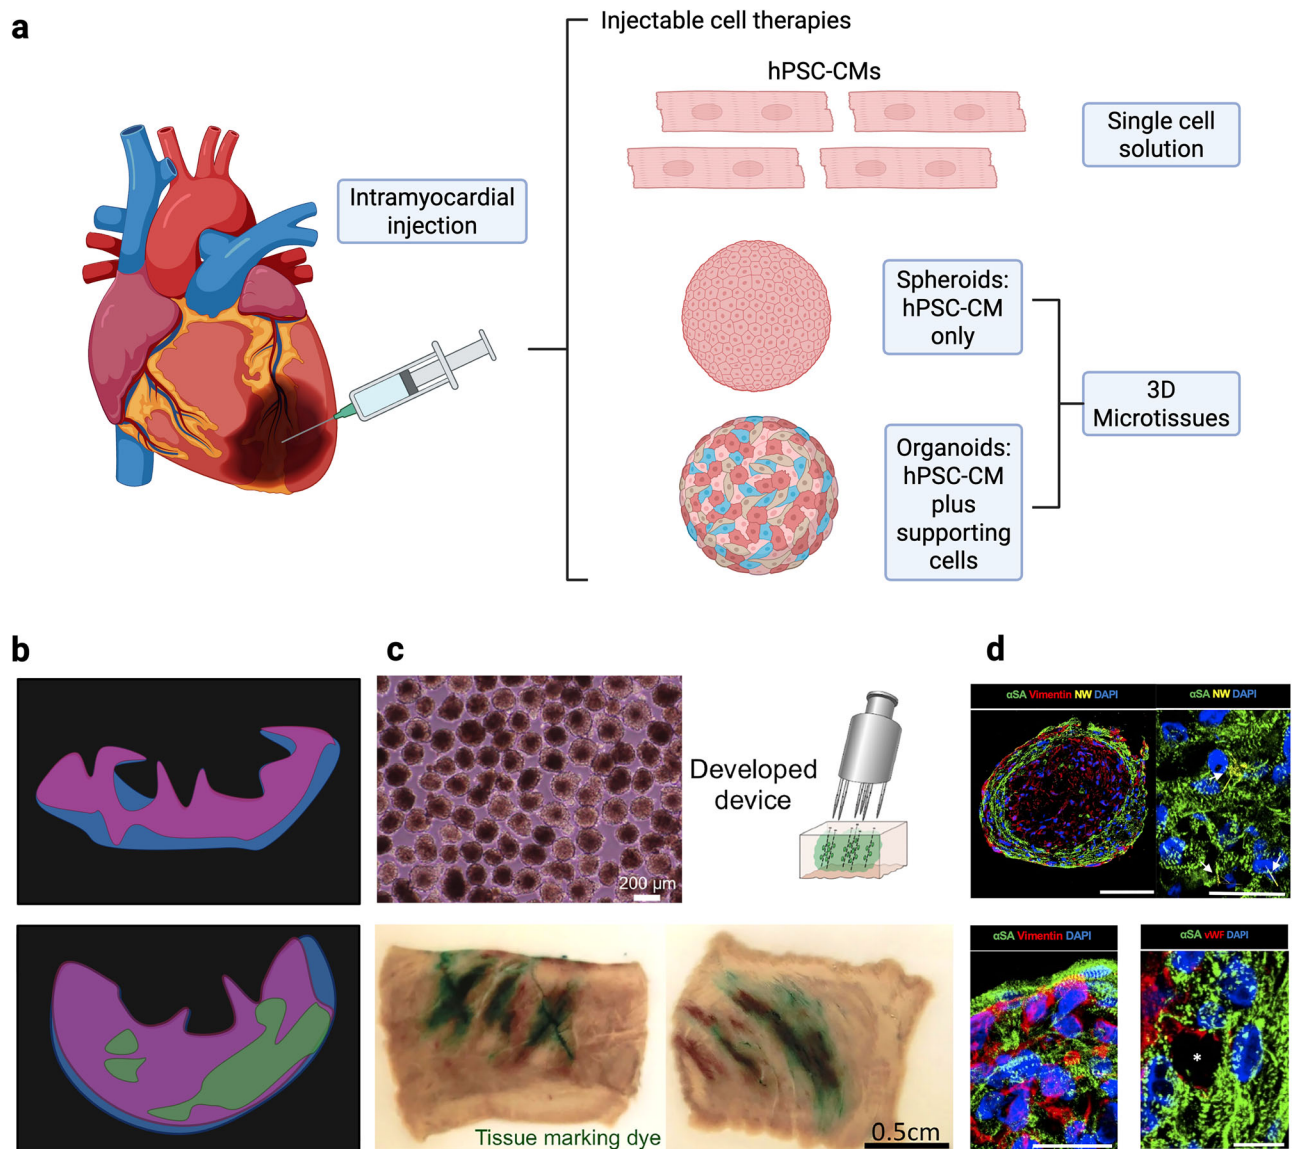 a
Injectable cell therapies
hPSC-CMs
Single cell
solution
Intramyocardial
injection
Spheroids:
hPSC-CM
only
3D
Microtissues
Organoids:
hPSC-CM
plus
supporting
cells
b
c
d
200 µm
Developed
device
αSA Vimentin NW DAPI
αSA NW DAPI
Tissue marking dye
0.5cm
αSA Vimentin DAPI
αSA vWF DAPI
*